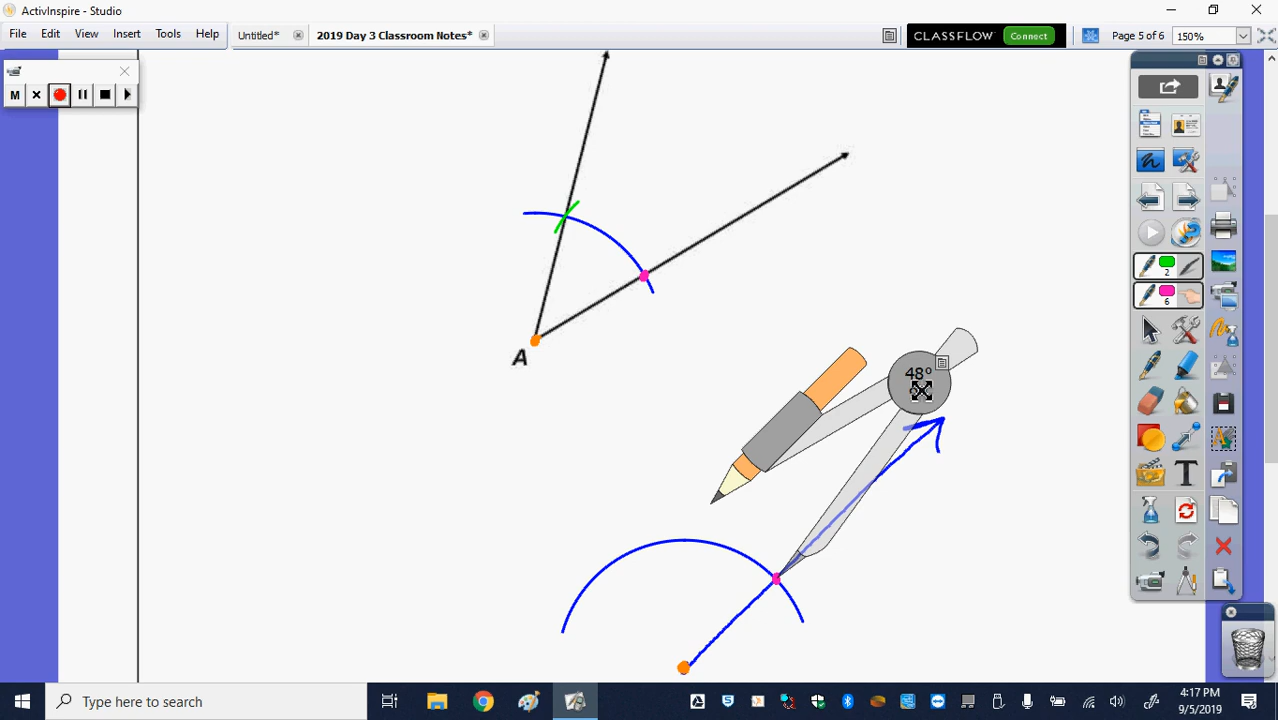 ActivInspire - Studio
File Edit View Insert Tools Help
Untitled*
2019 Day 3 Classroom Notes*
CLASSFLOW Connect
Page 5 of 6
150%
M
2
6
A
48º
T
Type here to search
4:17 PM
9/5/2019